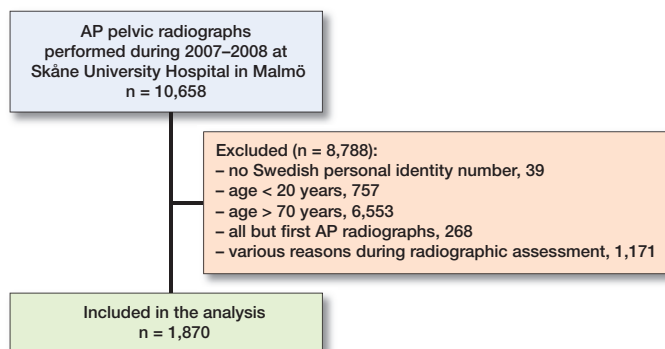 AP pelvic radiographs
performed during 2007–2008 at
Skåne University Hospital in Malmö
n = 10,658
Excluded (n = 8,788):
– no Swedish personal identity number, 39
– age < 20 years, 757
– age > 70 years, 6,553
– all but first AP radiographs, 268
– various reasons during radiographic assessment, 1,171
Included in the analysis
n = 1,870